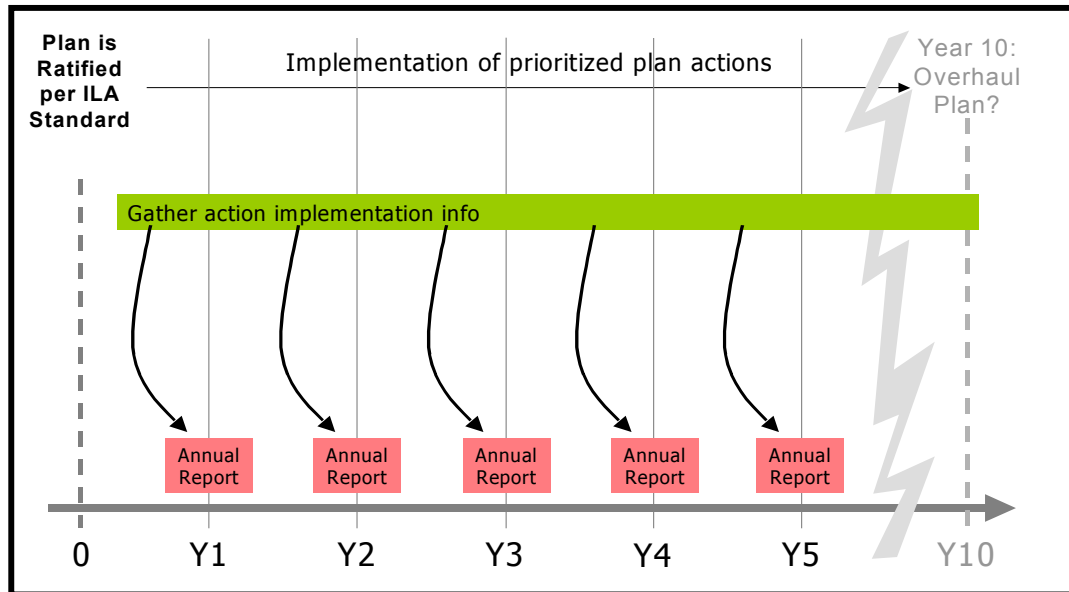 Plan is
Ratified
per ILA
Standard
Implementation of prioritized plan actions
Year 10:
Overhaul
Plan?
Gather action implementation info
Annual
Report
Annual
Report
Annual
Report
Annual
Report
Annual
Report
0
Y1
Y2
Y3
Y4
Y5
Y10